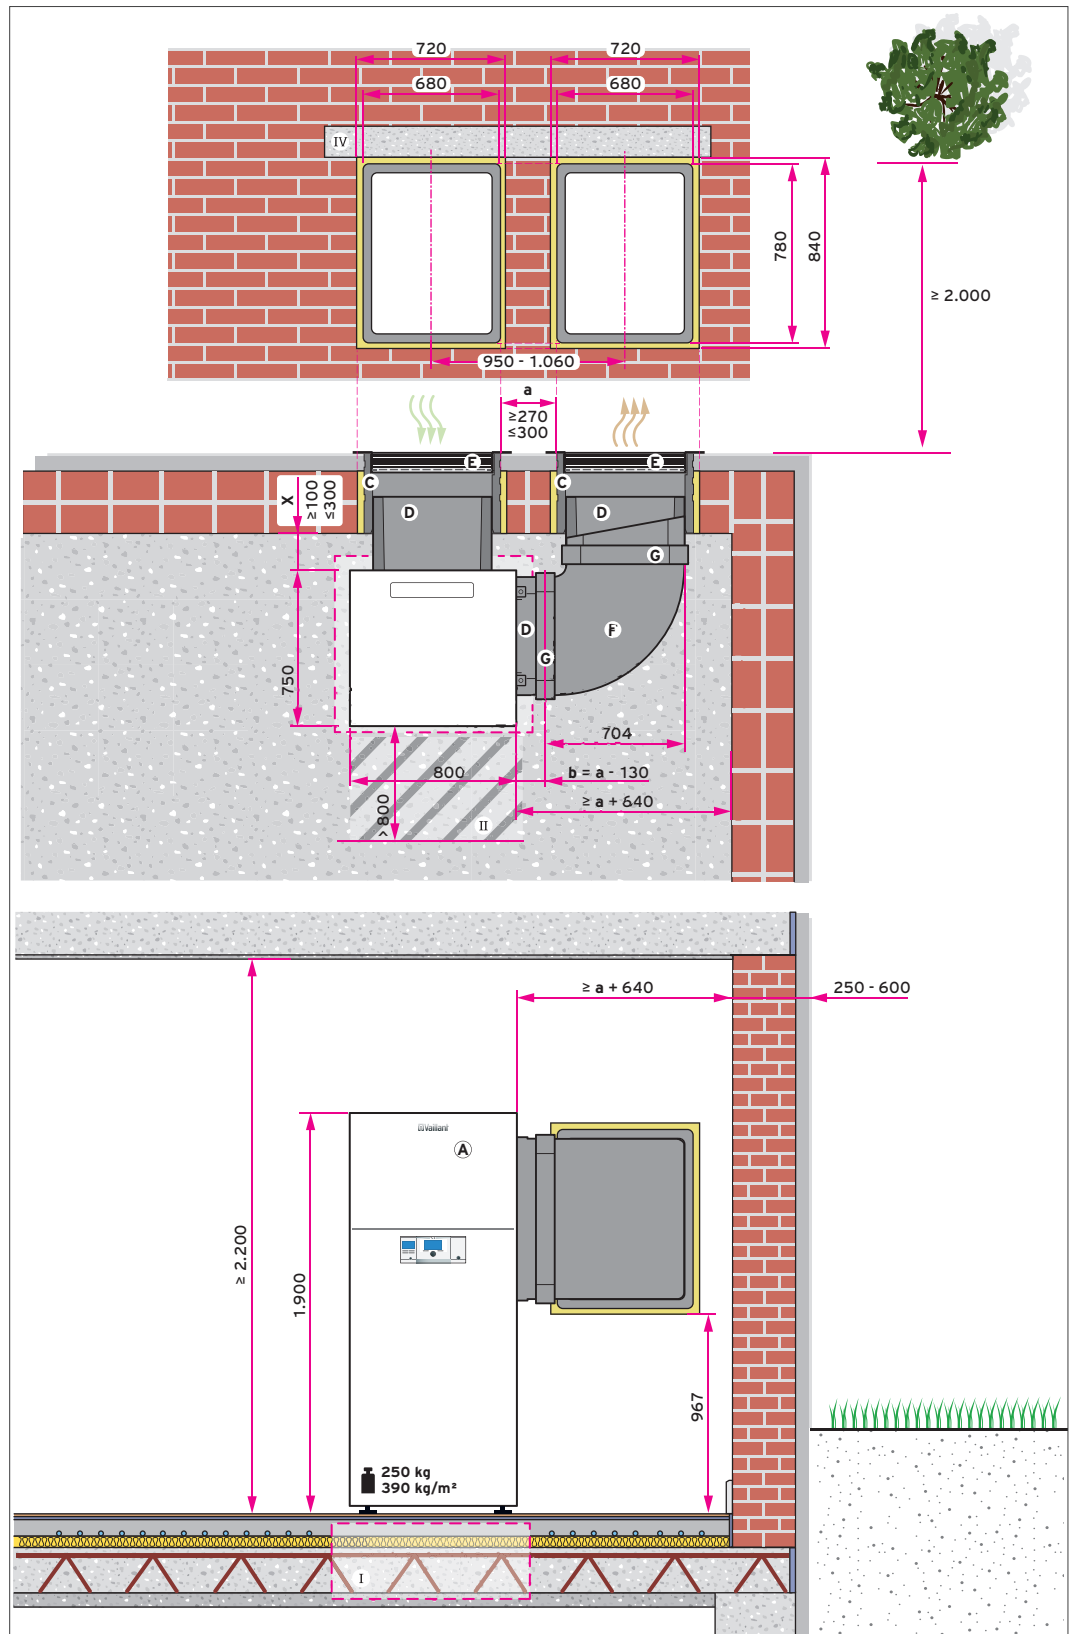 720
720
680
680
IV
780
840
≥ 2.000
950 - 1.060
a
≥270
≤300
E
E
C
C
X
≥100
≤300
D
D
G
D
F
G
750
704
800
b = a - 130
> 800
≥ a + 640
II
≥ a + 640
250 - 600
Vaillant
A
≥ 2.200
1.900
967
250 kg
390 kg/m²
I